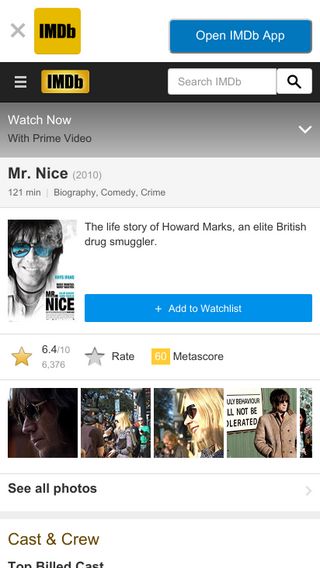 IMDb
Open IMDb App
IMDb
Search IMDb
Watch Now
With Prime Video
Mr. Nice (2010)
121 min | Biography, Comedy, Crime
RHYS IFANS
MR.
NICE
The life story of Howard Marks, an elite British
drug smuggler.
+ Add to Watchlist
6.4/10
6,376
Rate
60 Metascore
ULY BEHAVIOUR
ALL NOT BE
OLERATED
See all photos
Cast & Crew
Top Billed Cast